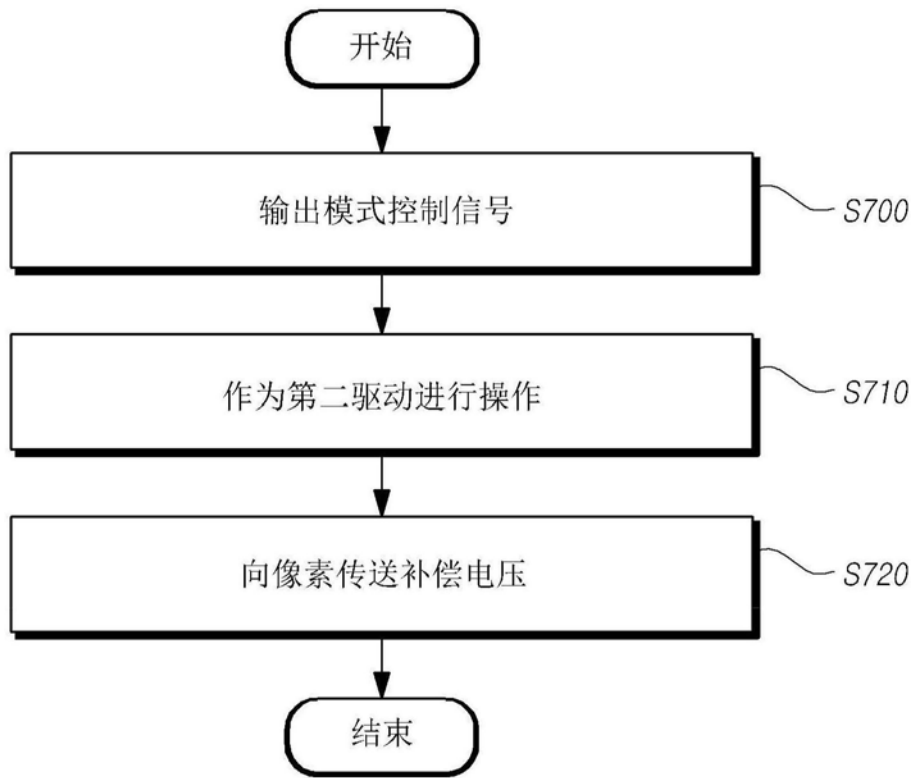 开始
输出模式控制信号
S700
作为第二驱动进行操作
S710
向像素传送补偿电压
S720
结束